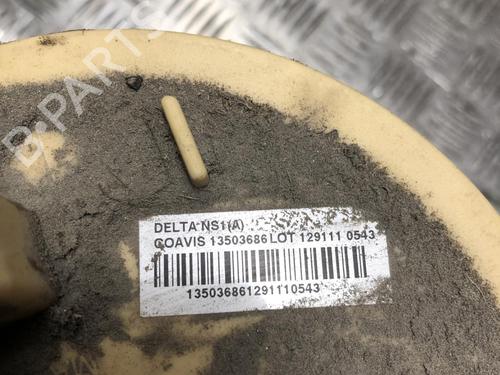 B-PARTS
DELTA NS1(A)
COAVIS 13503686 LOT 129111 0543
135036861291110543